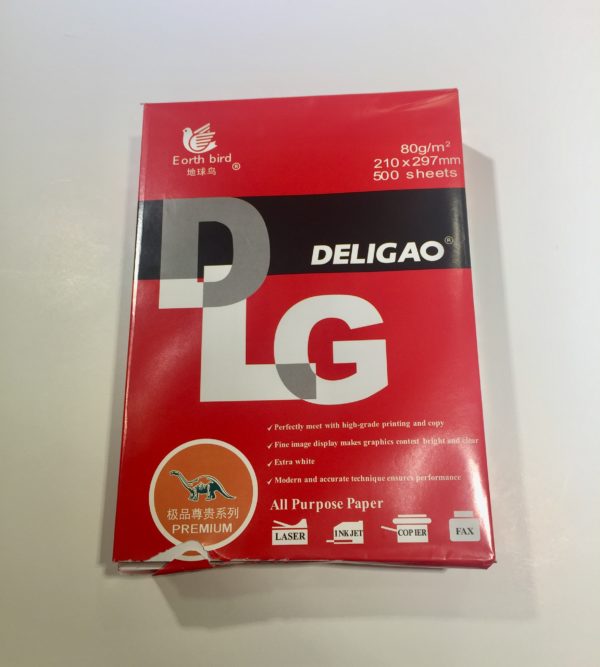 Eorth bird®
地球鸟
80g/m²
210x297mm
500 sheets
DELIGAO®
DLG
✓Perfectly meet with high-grade printing and copy
✓Fine image display makes graphics contest bright and clear
✓Extra white
✓Modern and accurate technique ensures performance
All Purpose Paper
极品尊贵系列
PREMIUM
LASER INKJET COPIER FAX